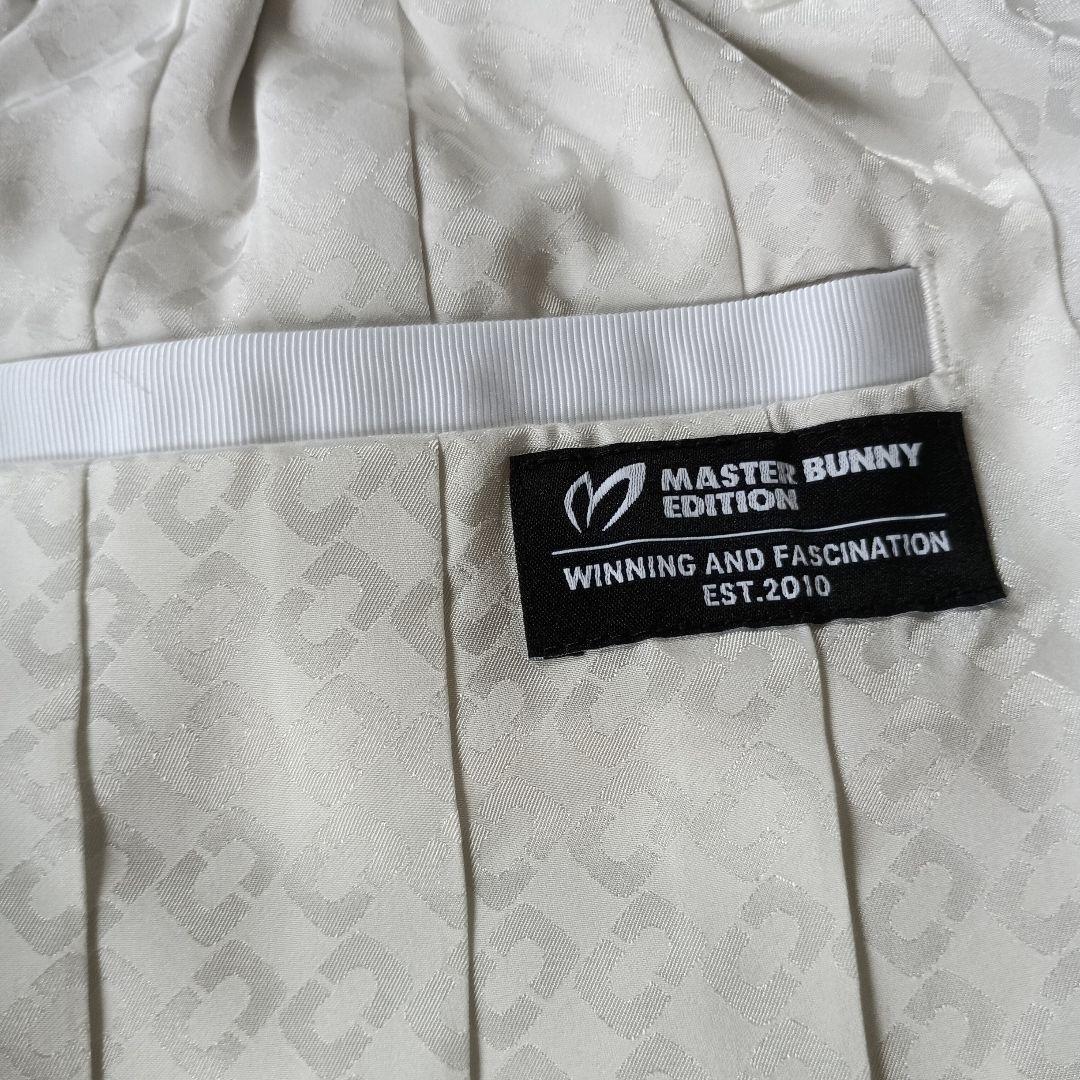 MASTER BUNNY
EDITION
WINNING AND FASCINATION
EST.2010